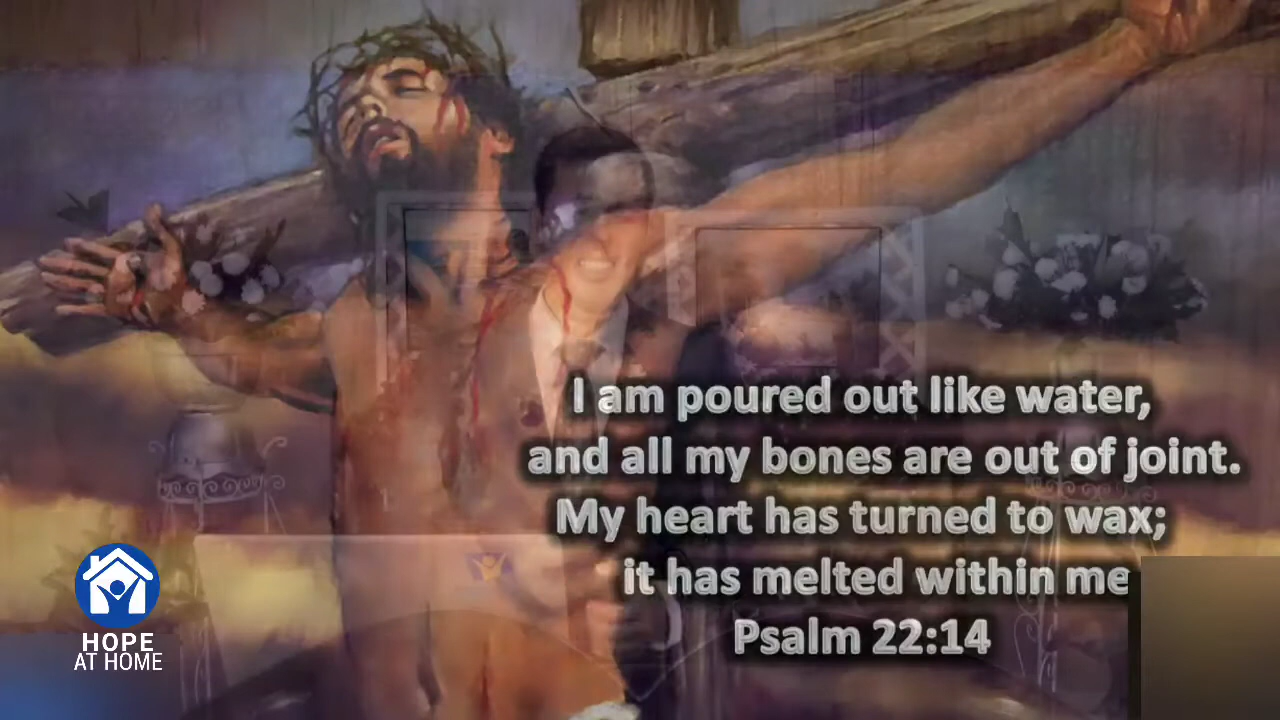 I am poured out like water,
and all my bones are out of joint.
My heart has turned to wax;
it has melted within me
Psalm 22:14
HOPE
AT HOME